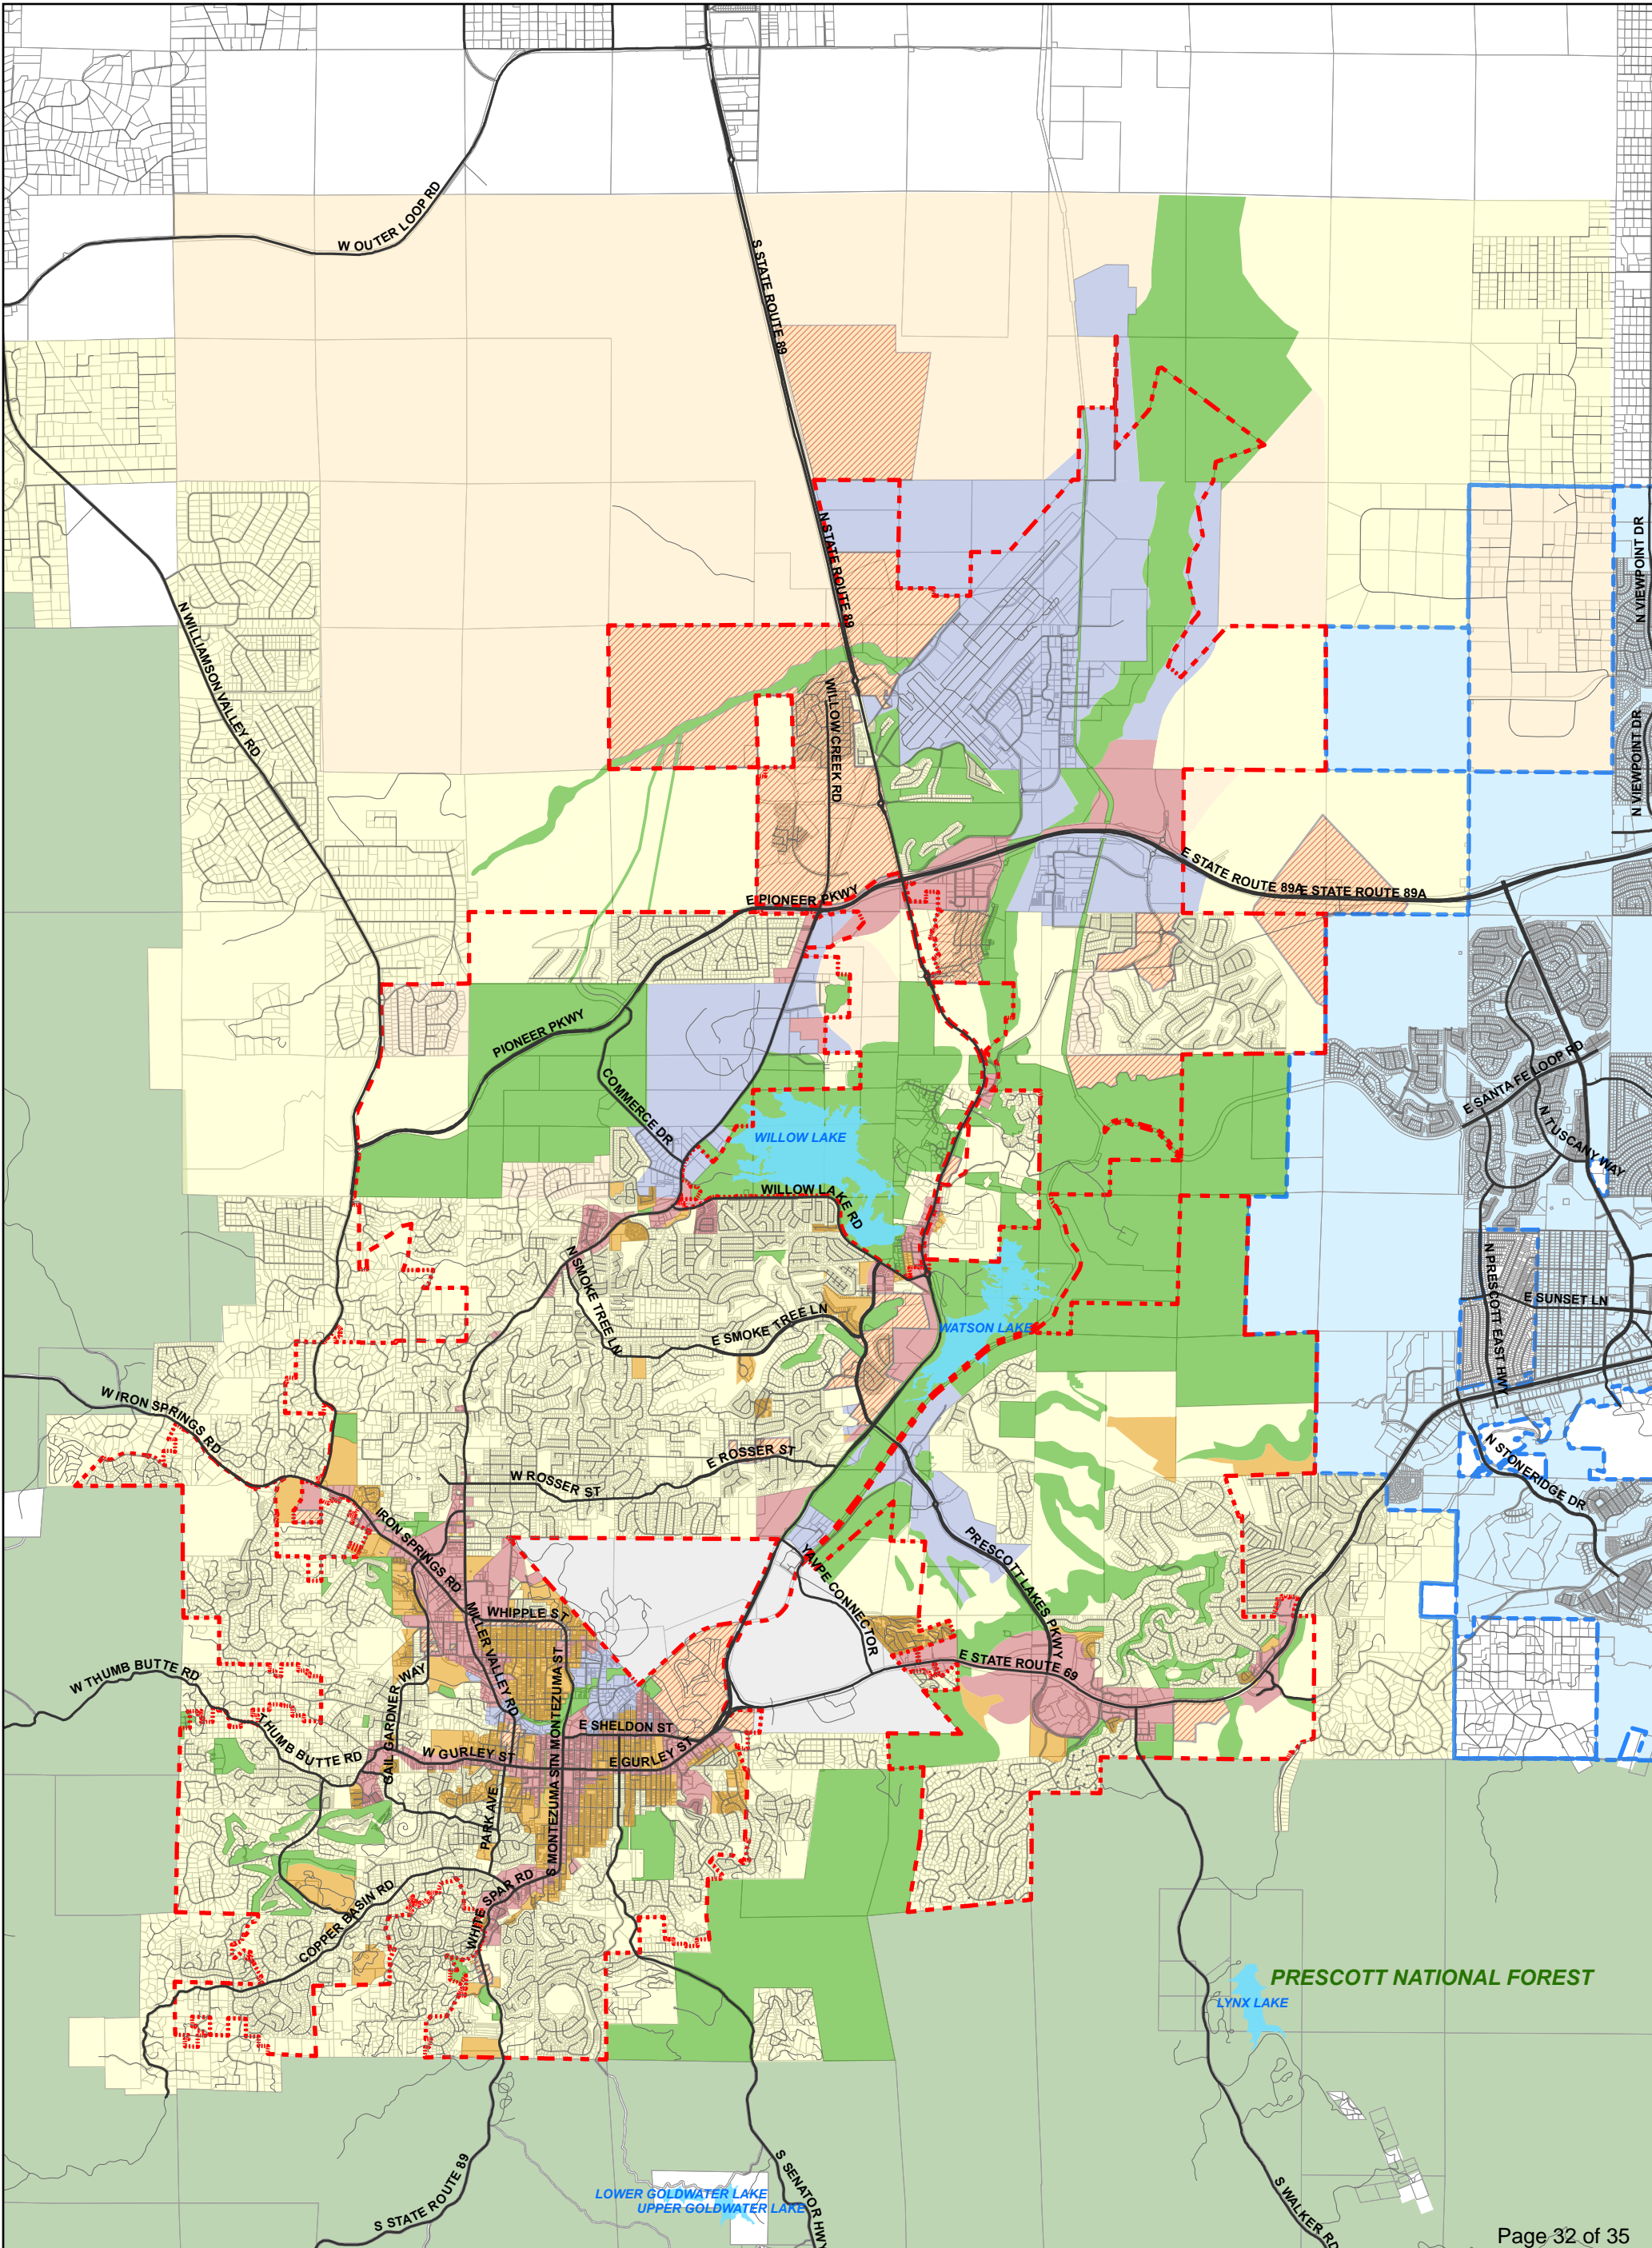 W OUTER LOOP RD
S STATE ROUTE 89
N STATE ROUTE 89
N VIEWPOINT DR
N WILLIAMSON VALLEY RD
WILLOW CREEK RD
N VIEWPOINT DR
E STATE ROUTE 89A
E STATE ROUTE 89A
E PIONEER PKWY
PIONEER PKWY
COMMERCE DR
E SANTA FE LOOP RD
N TUSCANY WAY
WILLOW LAKE
WILLOW LAKE RD
N SMOKE TREE LN
E SMOKE TREE LN
N PRESCOTT EAST HWY
E SUNSET LN
WATSON LAKE
W IRON SPRINGS RD
E ROSSER ST
W ROSSER ST
N STONERIDGE DR
IRON SPRINGS RD
YAVPE CONNECTOR
PRESCOTT LAKES PKWY
WHIPPLE ST
MILLER VALLEY RD
E STATE ROUTE 69
W THUMB BUTTE RD
GAIL GARDNER WAY
N MONTEZUMA ST
THUMB BUTTE RD
E SHELDON ST
W GURLEY ST
E GURLEY ST
PARK AVE
S MONTEZUMA ST
COPPER BASIN RD
WHITE SPAR RD
PRESCOTT NATIONAL FOREST
LYNX LAKE
S STATE ROUTE 89
LOWER GOLDWATER LAKE
UPPER GOLDWATER LAKE
S SENATOR HWY
S WALKER RD
Page 32 of 35